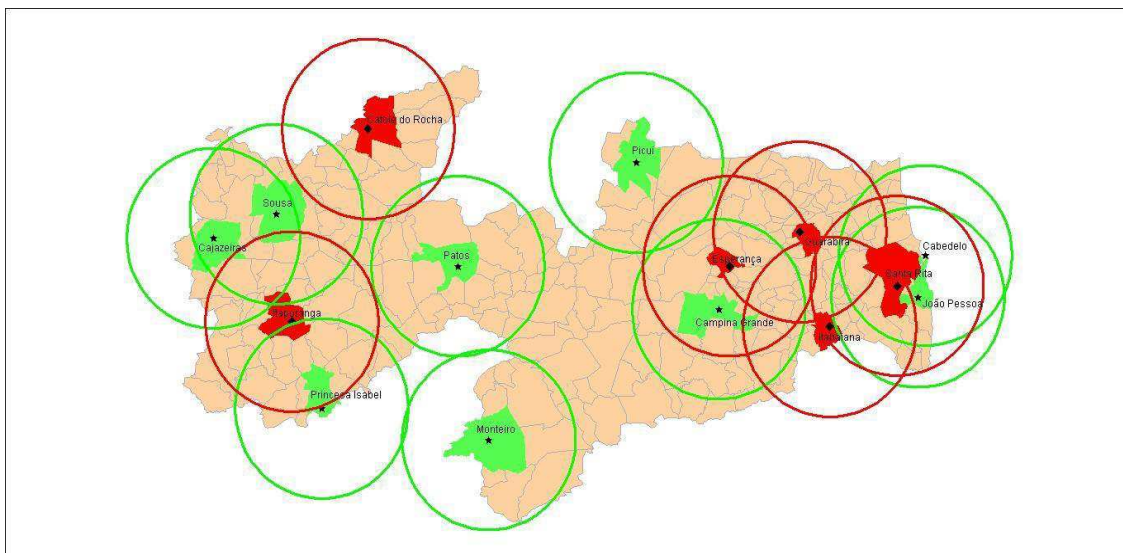 Catolé do Rocha
Picuí
Sousa
Cajazeiras
Patos
Guarabira
Esperança
Cabedelo
Santa Rita
João Pessoa
Campina Grande
Itaporanga
Itabaiana
Princesa Isabel
Monteiro